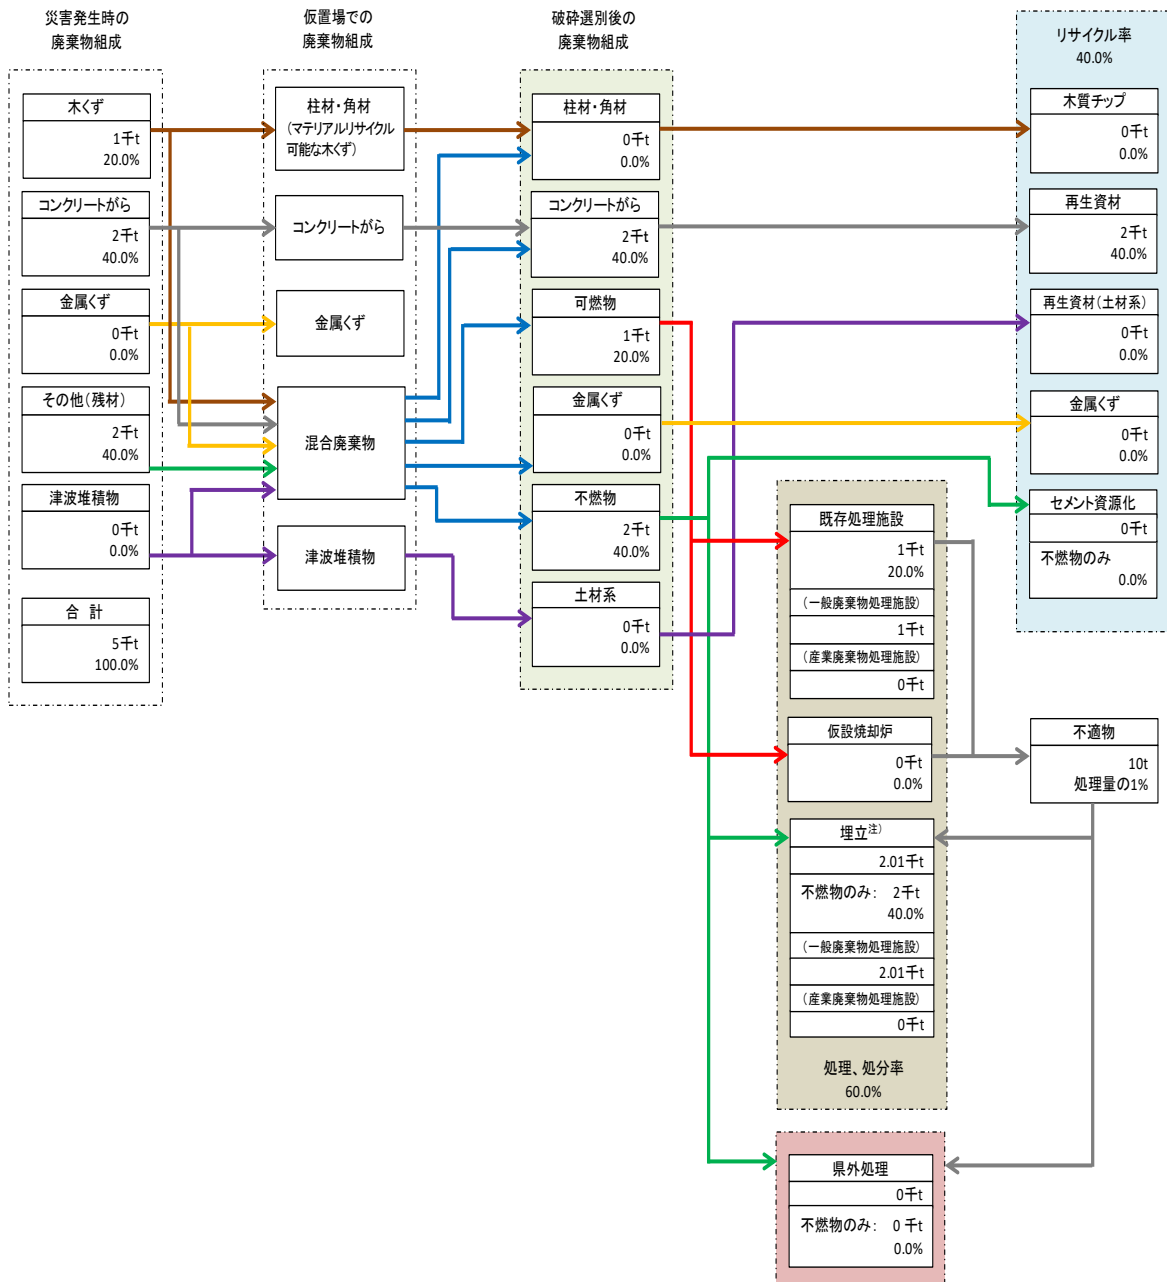 災害発生時の
廃棄物組成
木くず
1千t
20.0%
コンクリートがら
2千t
40.0%
金属くず
0千t
0.0%
その他(残材)
2千t
40.0%
津波堆積物
0千t
0.0%
合 計
5千t
100.0%
仮置場での
廃棄物組成
柱材・角材
(マテリアルリサイクル
可能な木くず)
コンクリートがら
金属くず
混合廃棄物
津波堆積物
破砕選別後の
廃棄物組成
柱材・角材
0千t
0.0%
コンクリートがら
2千t
40.0%
可燃物
1千t
20.0%
金属くず
0千t
0.0%
不燃物
2千t
40.0%
土材系
0千t
0.0%
既存処理施設
1千t
20.0%
(一般廃棄物処理施設)
1千t
(産業廃棄物処理施設)
0千t
仮設焼却炉
0千t
0.0%
埋立注)
2.01千t
不燃物のみ: 2千t
40.0%
(一般廃棄物処理施設)
2.01千t
(産業廃棄物処理施設)
0千t
処理、処分率
60.0%
県外処理
0千t
不燃物のみ: 0 千t
0.0%
リサイクル率
40.0%
木質チップ
0千t
0.0%
再生資材
2千t
40.0%
再生資材(土材系)
0千t
0.0%
金属くず
0千t
0.0%
セメント資源化
0千t
不燃物のみ
0.0%
不適物
10t
処理量の1%